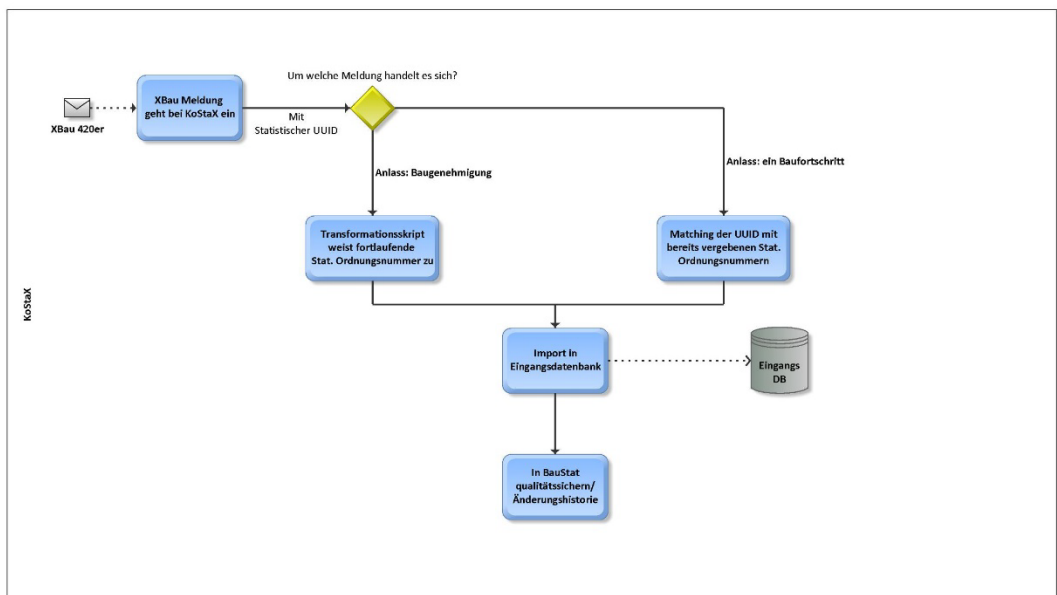 Um welche Meldung handelt es sich?
XBau Meldung
geht bei KoStaX ein
XBau 420er
Mit
Statistischer UUID
Anlass: Baugenehmigung
Anlass: ein Baufortschritt
Transformationsskript
weist fortlaufende
Stat. Ordnungsnummer zu
Matching der UUID mit
bereits vergebenen Stat.
Ordnungsnummern
KoStaX
Import in
Eingangsdatenbank
Eingangs
DB
In BauStat
qualitätssichern/
Änderungshistorie